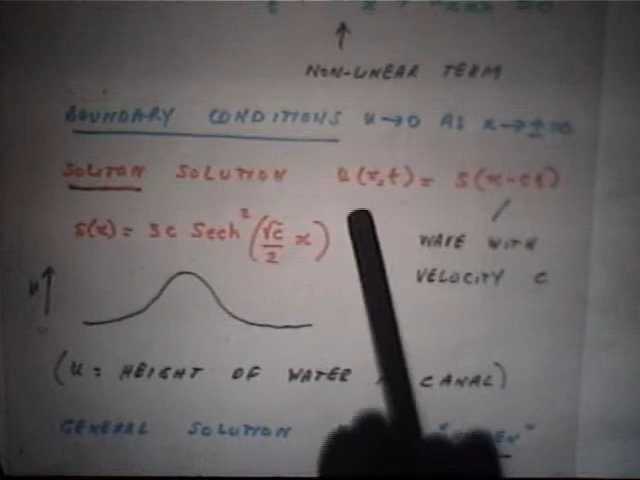 NON-LINEAR TERM
BOUNDARY CONDITIONS u→0 AS x→±∞
SOLITON SOLUTION u(x,t) = S(x-ct)
S(x) = 3c Sech²(√c/2 x)
WAVE WITH
VELOCITY C
u↑
(u = HEIGHT OF WATER CANAL)
GENERAL SOLUTION